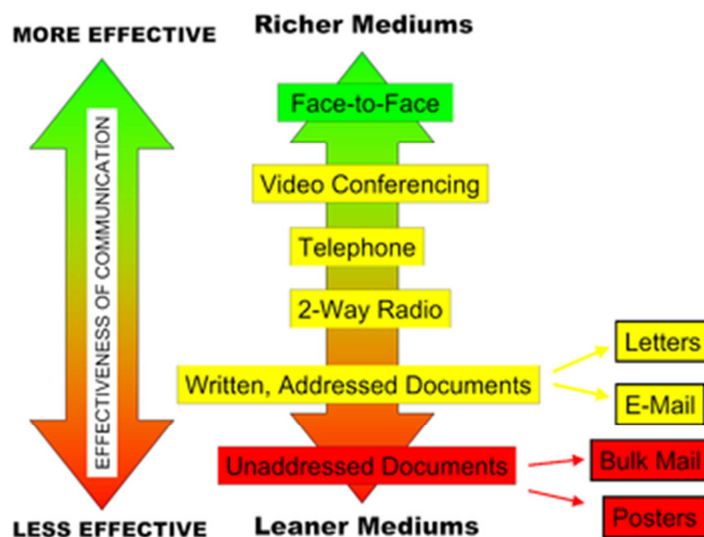 MORE EFFECTIVE
Richer Mediums
EFFECTIVENESS OF COMMUNICATION
Face-to-Face
Video Conferencing
Telephone
2-Way Radio
Written, Addressed Documents
Letters
E-Mail
Unaddressed Documents
Bulk Mail
Posters
LESS EFFECTIVE
Leaner Mediums